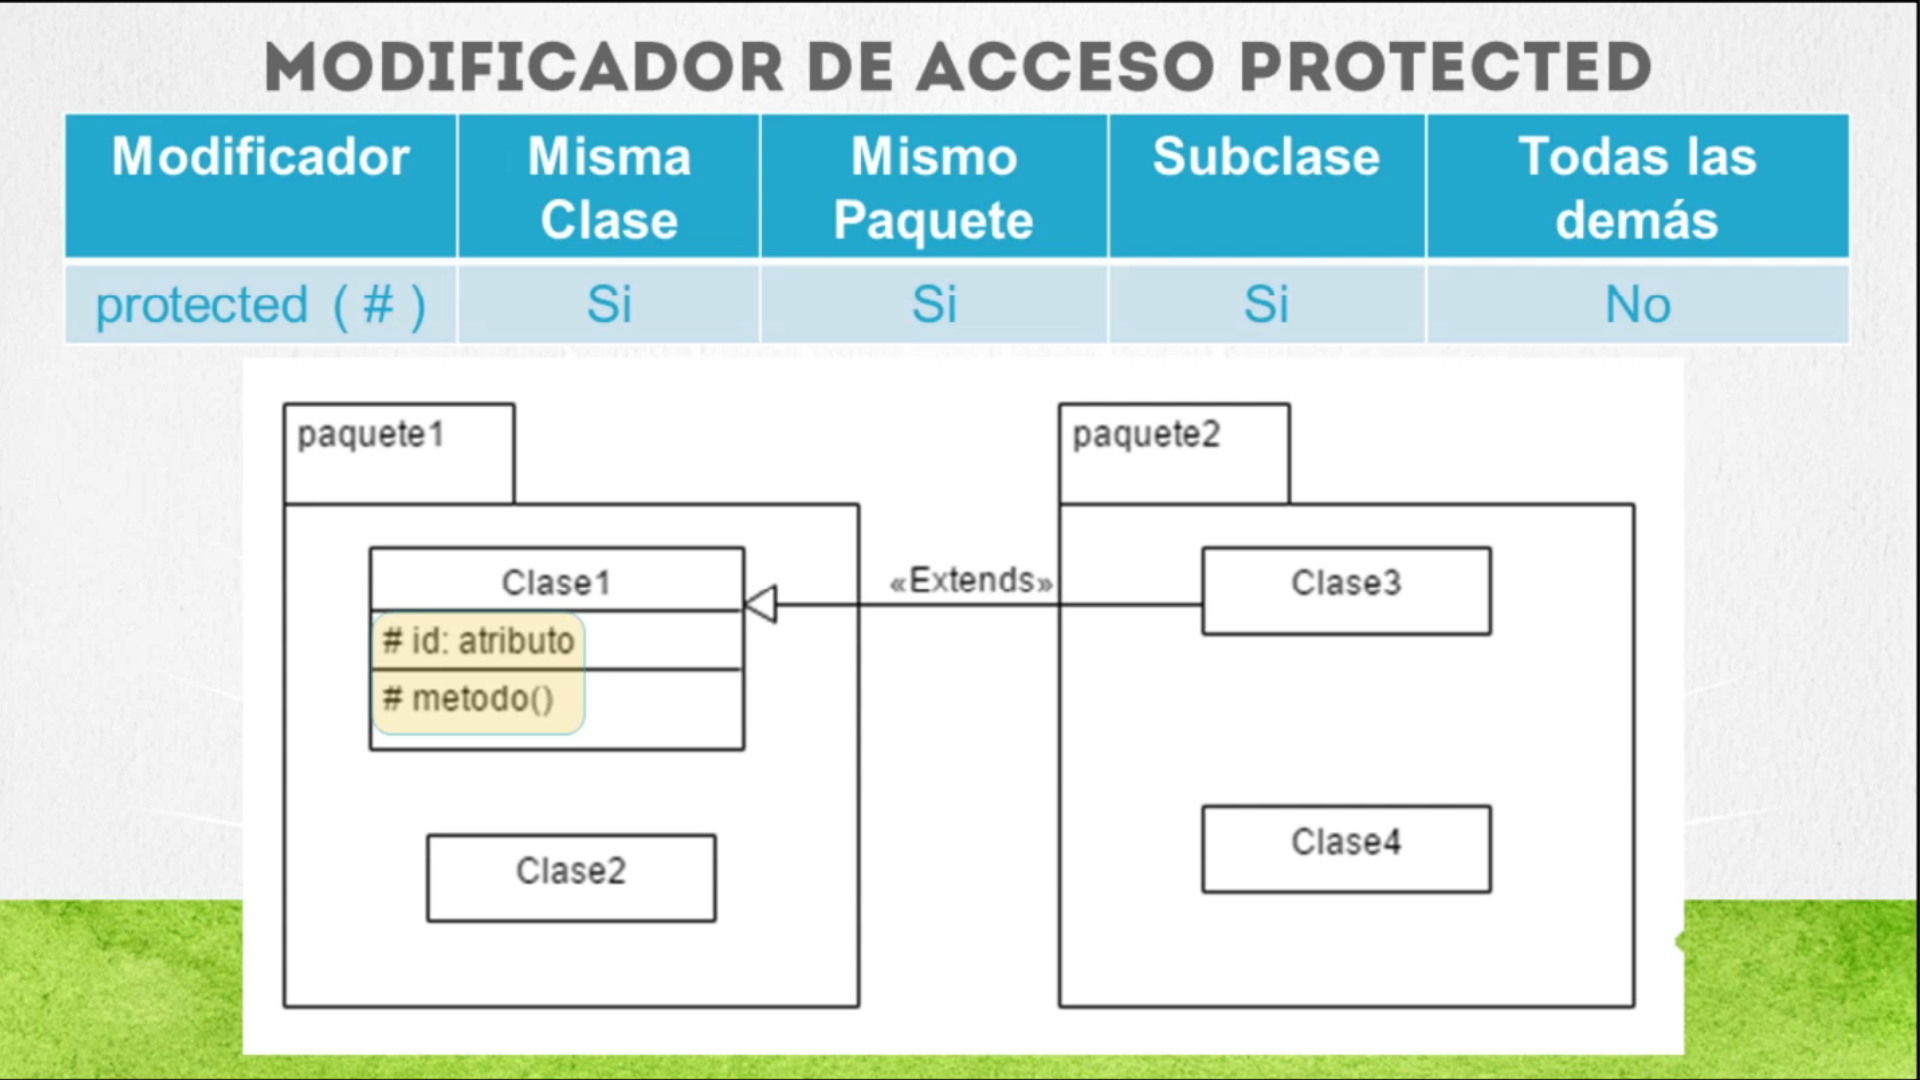 MODIFICADOR DE ACCESO PROTECTED
Modificador Misma Clase Mismo Paquete Subclase Todas las demás
protected ( # ) Si Si Si No
paquete1
paquete2
Clase1
«Extends»
Clase3
# id: atributo
# metodo()
Clase2
Clase4